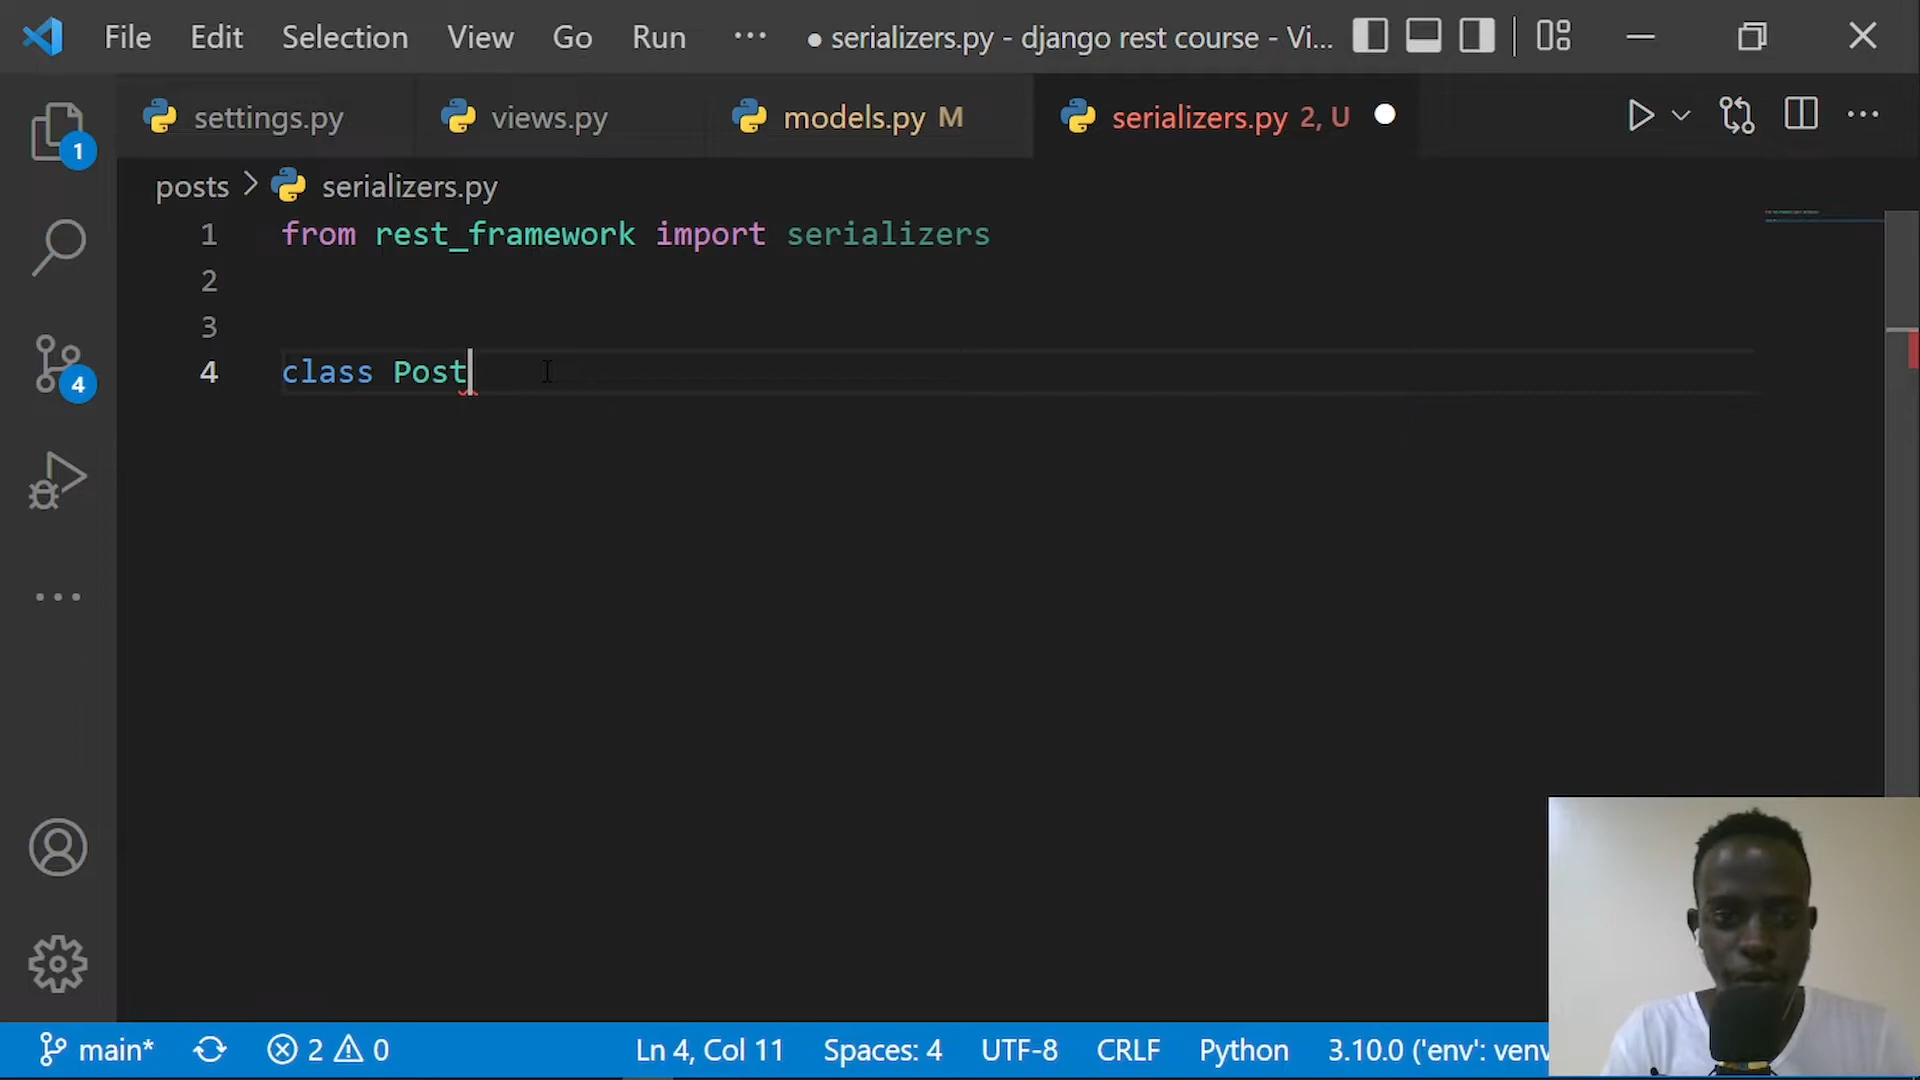 File Edit Selection View Go Run ··· ● serializers.py - django rest course - Vi...
settings.py views.py models.py M serializers.py 2, U
1
posts > serializers.py
1 from rest_framework import serializers
2
3
4 class Post
4
main* 2 0 Ln 4, Col 11 Spaces: 4 UTF-8 CRLF Python 3.10.0 ('env': venv